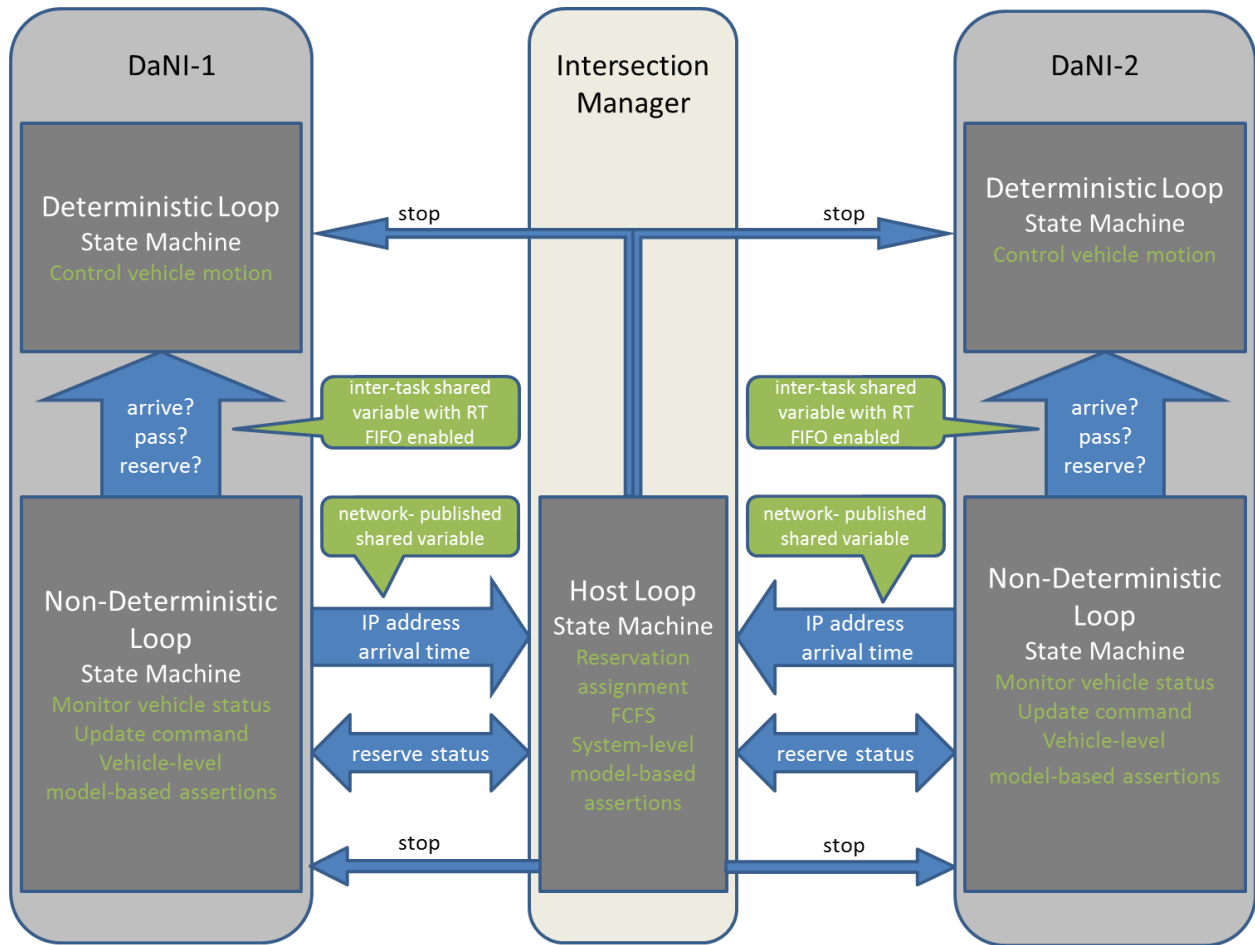 DaNI-1
Deterministic Loop
State Machine
Control vehicle motion
arrive?
pass?
reserve?
Non-Deterministic
Loop
State Machine
Monitor vehicle status
Update command
Vehicle-level
model-based assertions
stop
inter-task shared
variable with RT
FIFO enabled
network- published
shared variable
IP address
arrival time
reserve status
stop
Intersection
Manager
Host Loop
State Machine
Reservation
assignment
FCFS
System-level
model-based
assertions
stop
inter-task shared
variable with RT
FIFO enabled
network- published
shared variable
IP address
arrival time
reserve status
stop
DaNI-2
Deterministic Loop
State Machine
Control vehicle motion
arrive?
pass?
reserve?
Non-Deterministic
Loop
State Machine
Monitor vehicle status
Update command
Vehicle-level
model-based assertions